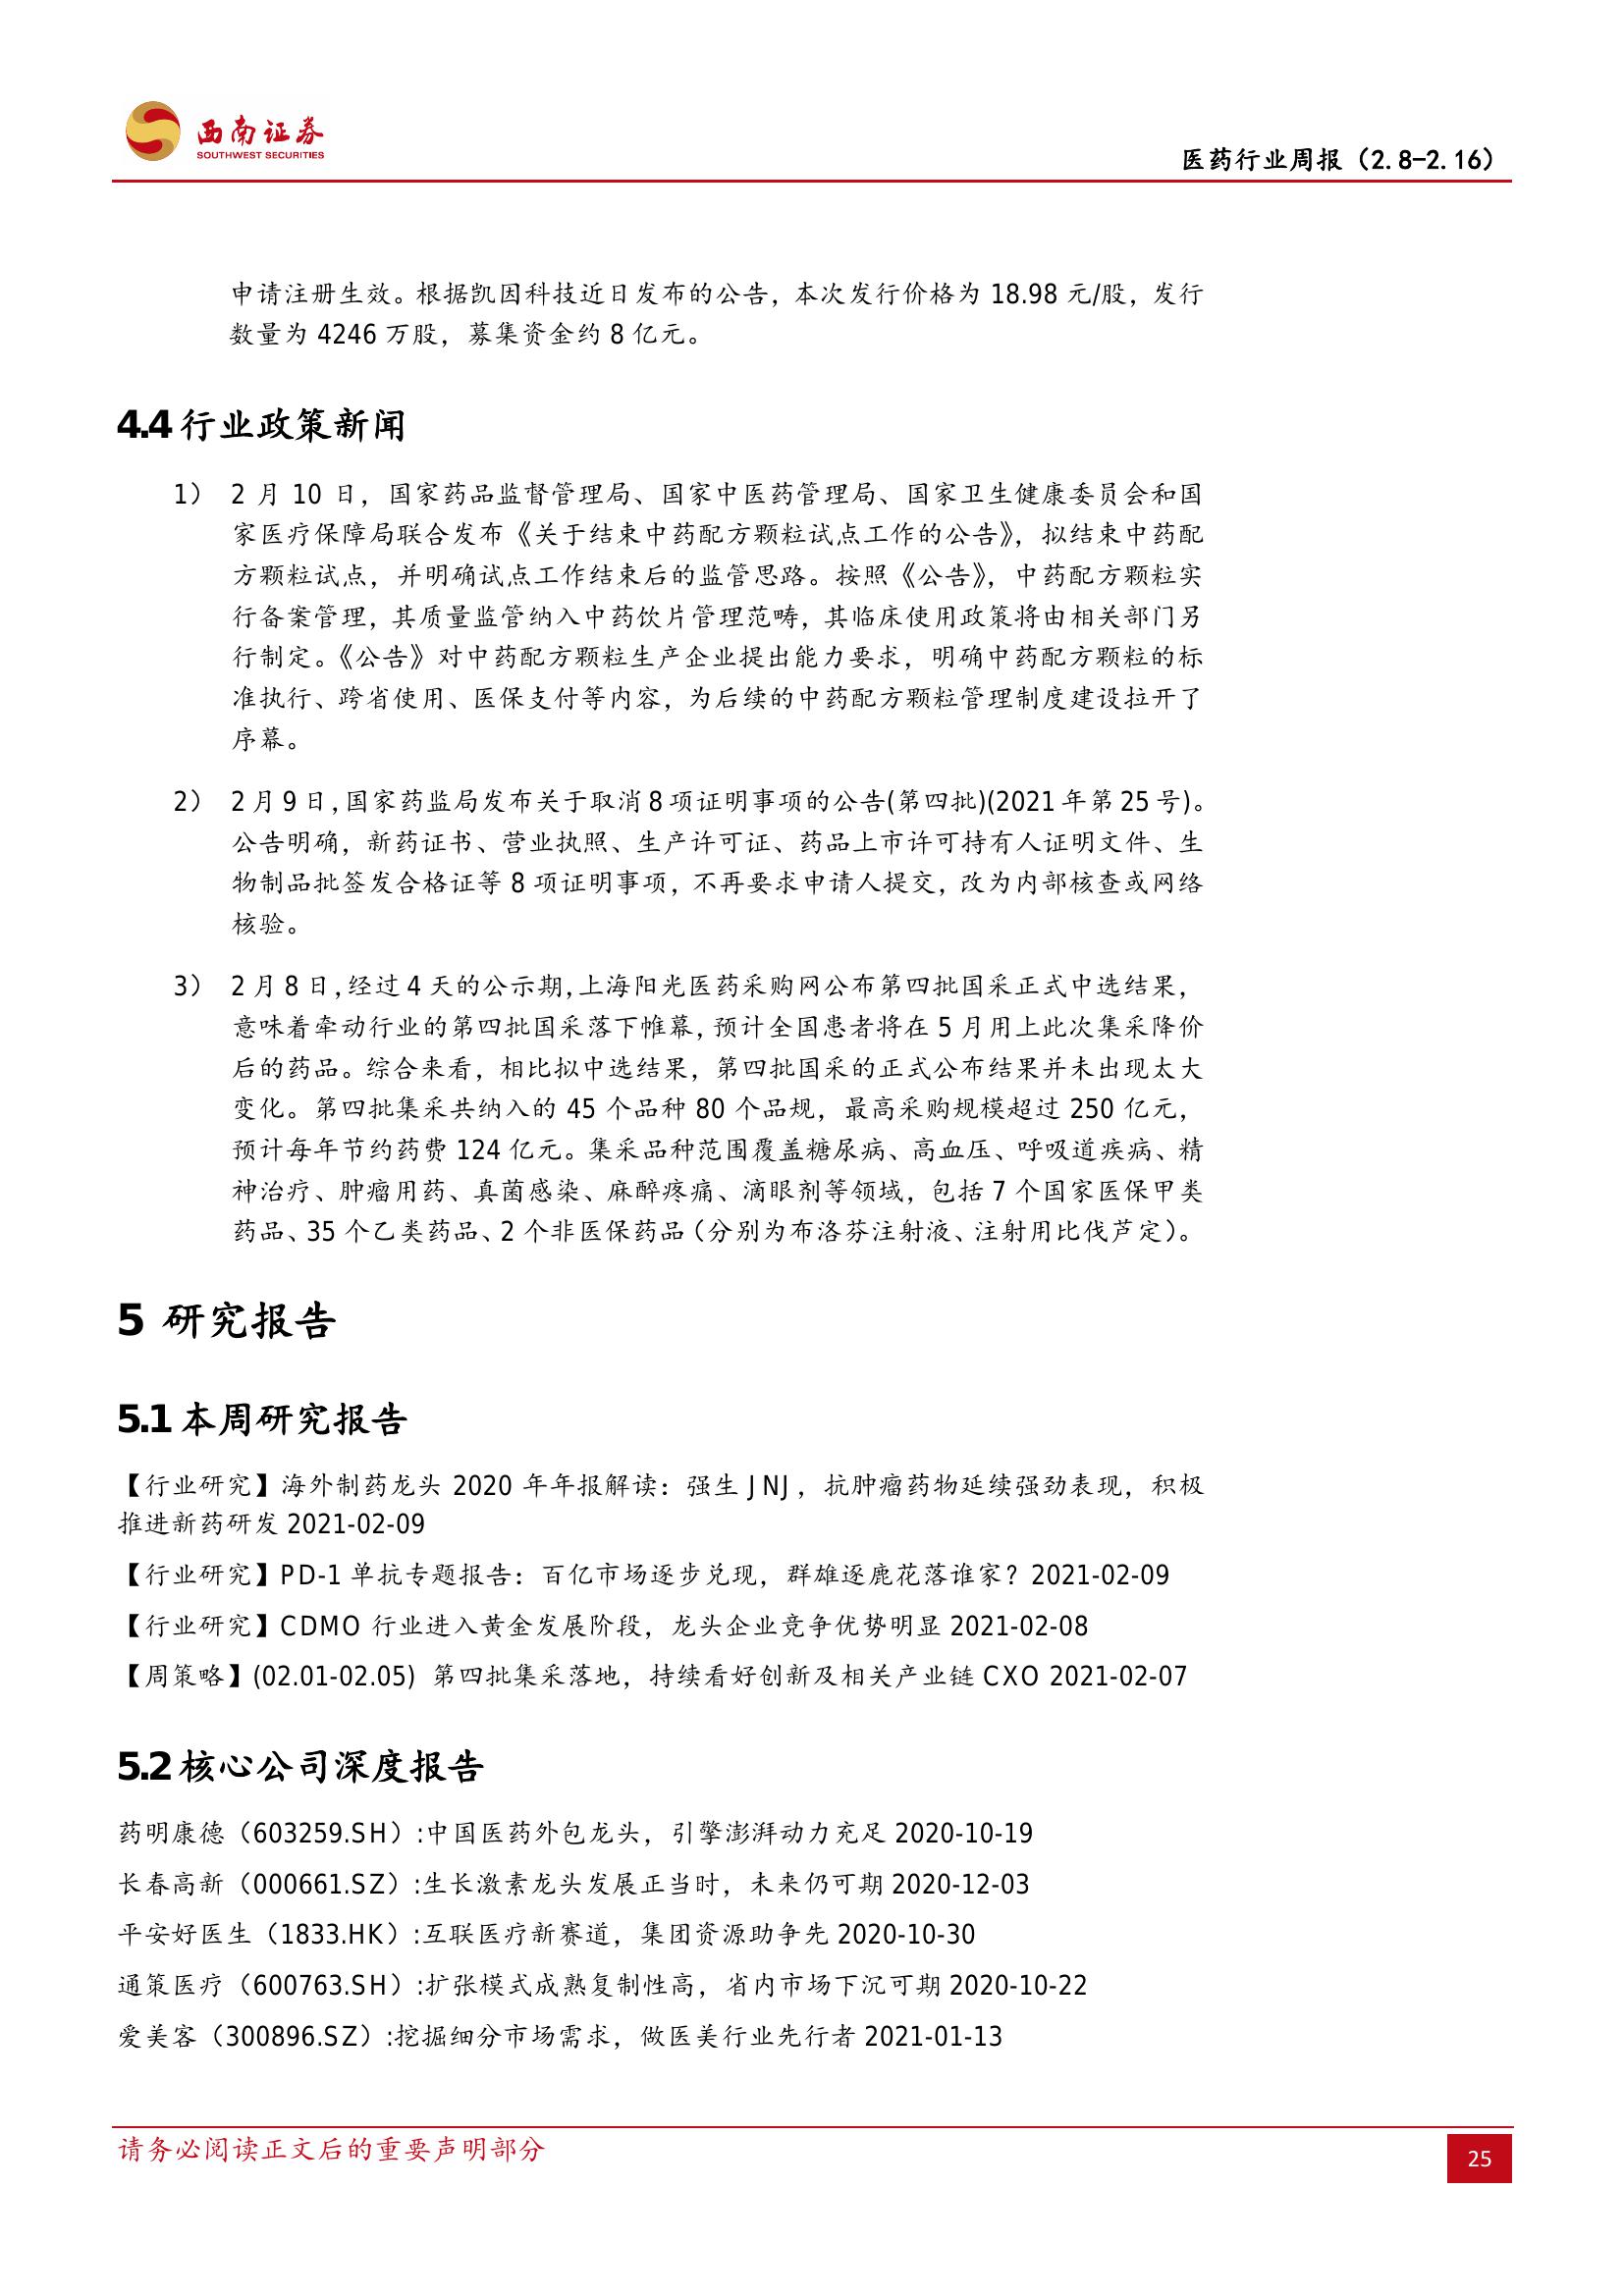 西南证券
SOUTHWEST SECURITIES
医药行业周报（2.8-2.16）
申请注册生效。根据凯因科技近日发布的公告，本次发行价格为 18.98 元/股，发行
数量为 4246 万股，募集资金约 8 亿元。
4.4 行业政策新闻
1） 2 月 10 日，国家药品监督管理局、国家中医药管理局、国家卫生健康委员会和国
家医疗保障局联合发布《关于结束中药配方颗粒试点工作的公告》，拟结束中药配
方颗粒试点，并明确试点工作结束后的监管思路。按照《公告》，中药配方颗粒实
行备案管理，其质量监管纳入中药饮片管理范畴，其临床使用政策将由相关部门另
行制定。《公告》对中药配方颗粒生产企业提出能力要求，明确中药配方颗粒的标
准执行、跨省使用、医保支付等内容，为后续的中药配方颗粒管理制度建设拉开了
序幕。
2） 2 月 9 日，国家药监局发布关于取消 8 项证明事项的公告(第四批)(2021 年第 25 号)。
公告明确，新药证书、营业执照、生产许可证、药品上市许可持有人证明文件、生
物制品批签发合格证等 8 项证明事项，不再要求申请人提交，改为内部核查或网络
核验。
3） 2 月 8 日，经过 4 天的公示期，上海阳光医药采购网公布第四批国采正式中选结果，
意味着牵动行业的第四批国采落下帷幕，预计全国患者将在 5 月用上此次集采降价
后的药品。综合来看，相比拟中选结果，第四批国采的正式公布结果并未出现太大
变化。第四批集采共纳入的 45 个品种 80 个品规，最高采购规模超过 250 亿元，
预计每年节约药费 124 亿元。集采品种范围覆盖糖尿病、高血压、呼吸道疾病、精
神治疗、肿瘤用药、真菌感染、麻醉疼痛、滴眼剂等领域，包括 7 个国家医保甲类
药品、35 个乙类药品、2 个非医保药品（分别为布洛芬注射液、注射用比伐芦定）。
5 研究报告
5.1 本周研究报告
【行业研究】海外制药龙头 2020 年年报解读：强生 JNJ，抗肿瘤药物延续强劲表现，积极
推进新药研发 2021-02-09
【行业研究】PD-1 单抗专题报告：百亿市场逐步兑现，群雄逐鹿花落谁家？2021-02-09
【行业研究】CDMO 行业进入黄金发展阶段，龙头企业竞争优势明显 2021-02-08
【周策略】(02.01-02.05) 第四批集采落地，持续看好创新及相关产业链 CXO 2021-02-07
5.2 核心公司深度报告
药明康德（603259.SH）:中国医药外包龙头，引擎澎湃动力充足 2020-10-19
长春高新（000661.SZ）:生长激素龙头发展正当时，未来仍可期 2020-12-03
平安好医生（1833.HK）:互联医疗新赛道，集团资源助争先 2020-10-30
通策医疗（600763.SH）:扩张模式成熟复制性高，省内市场下沉可期 2020-10-22
爱美客（300896.SZ）:挖掘细分市场需求，做医美行业先行者 2021-01-13
请务必阅读正文后的重要声明部分
25